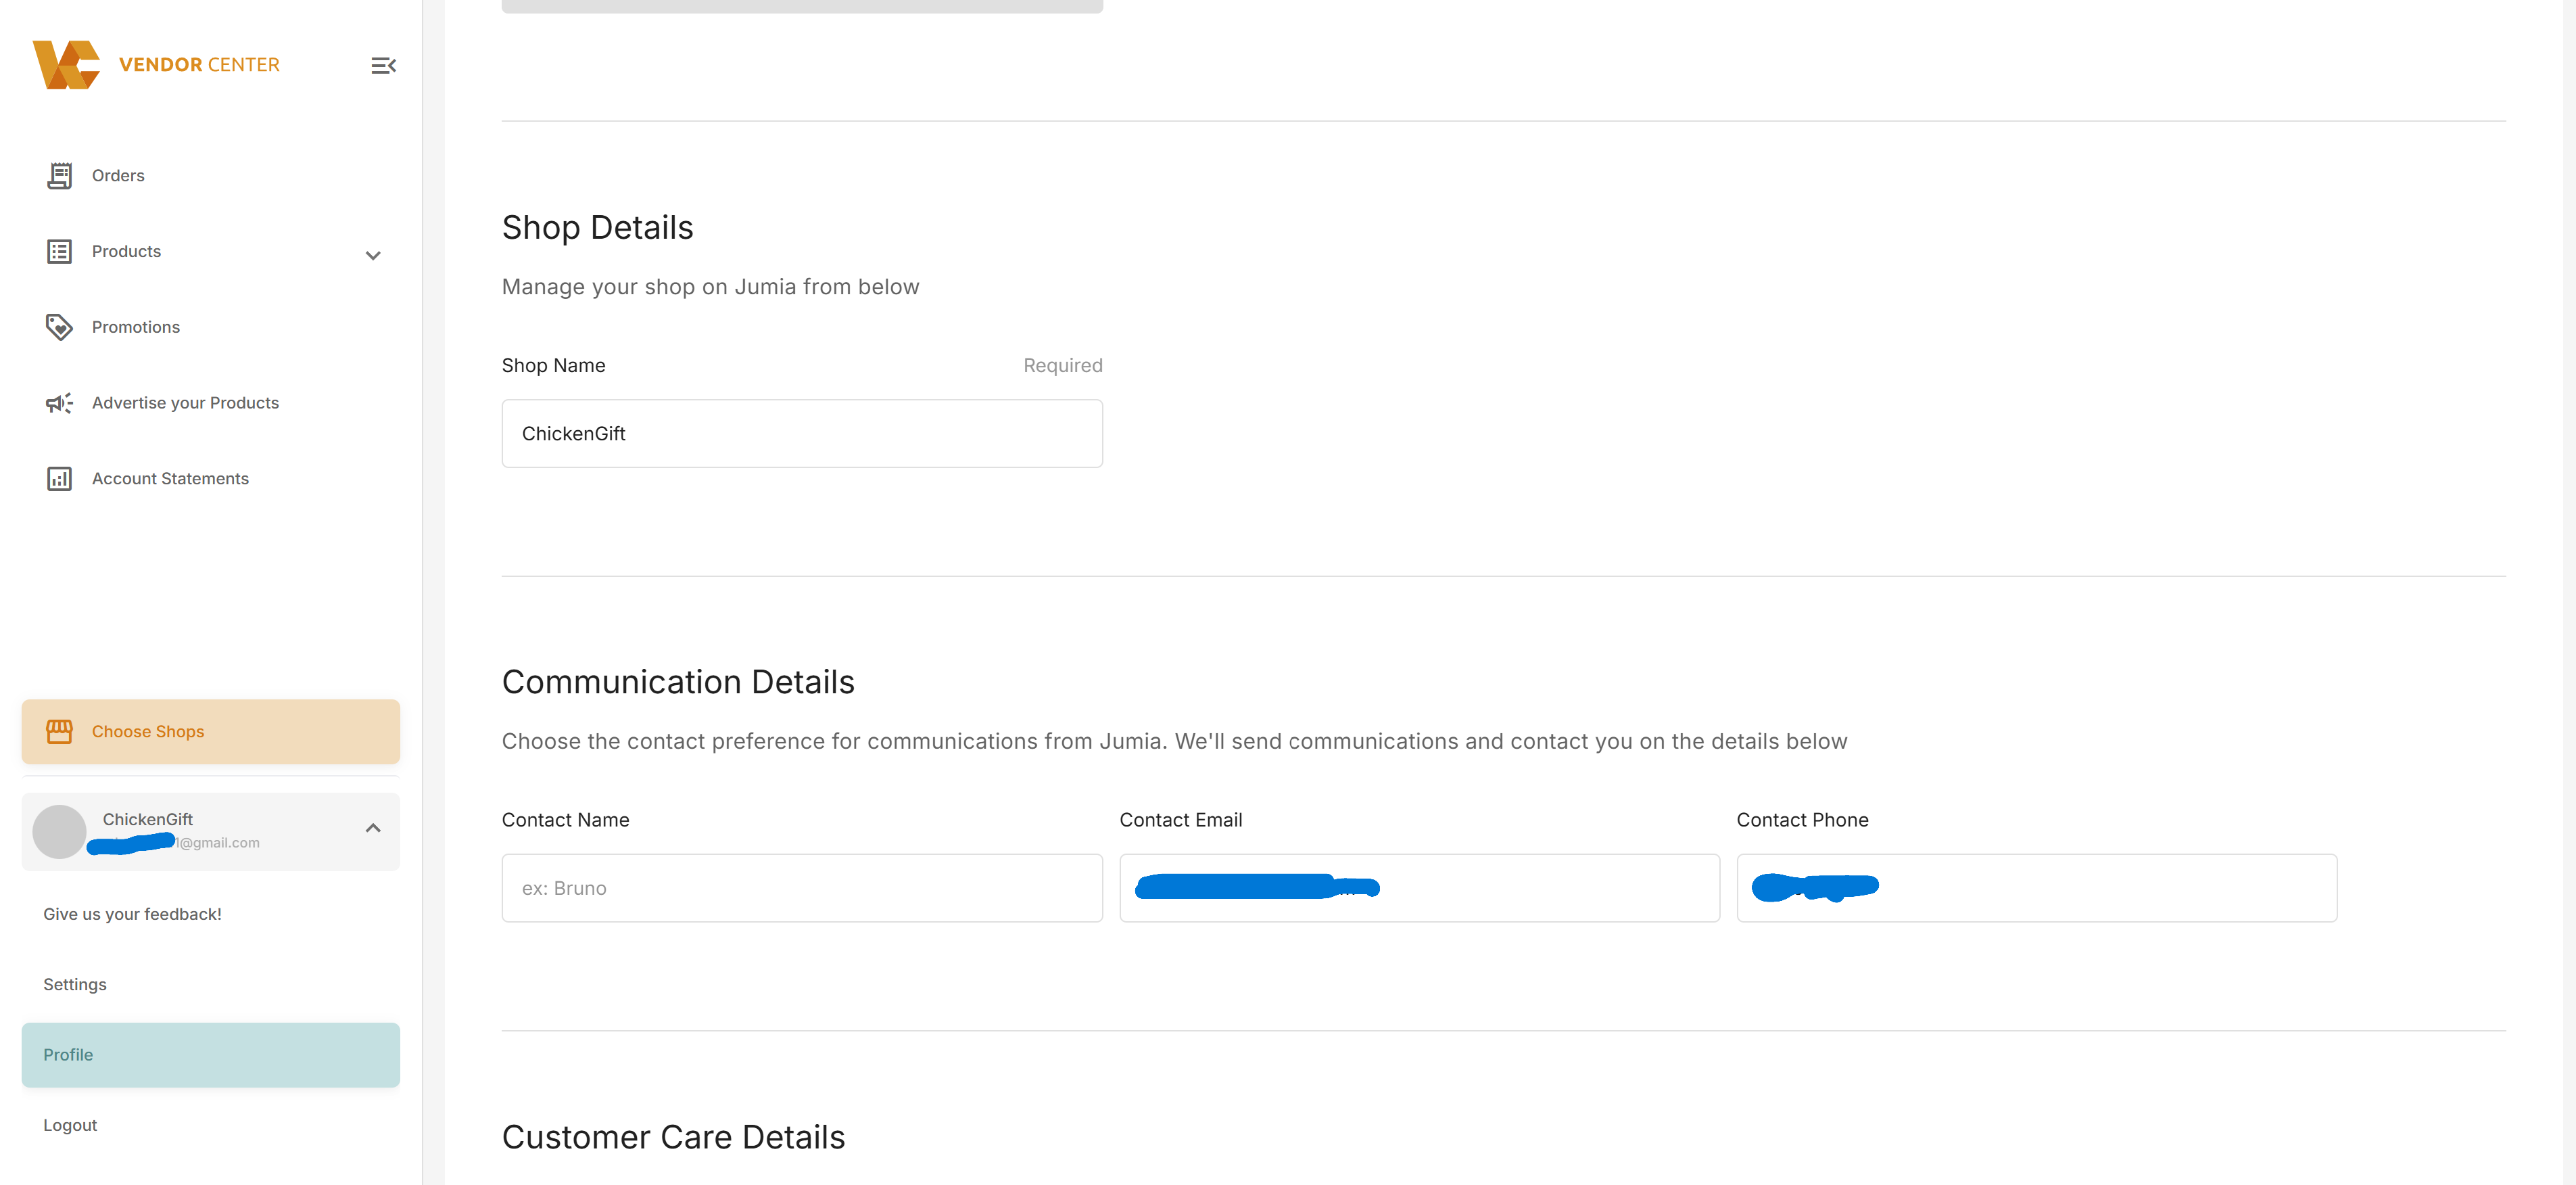 VENDOR CENTER
Orders
Products
Promotions
Advertise your Products
Account Statements
Choose Shops
ChickenGift
@gmail.com
Give us your feedback!
Settings
Profile
Logout
Shop Details
Manage your shop on Jumia from below
Shop Name Required
ChickenGift
Communication Details
Choose the contact preference for communications from Jumia. We'll send communications and contact you on the details below
Contact Name Contact Email Contact Phone
ex: Bruno
Customer Care Details